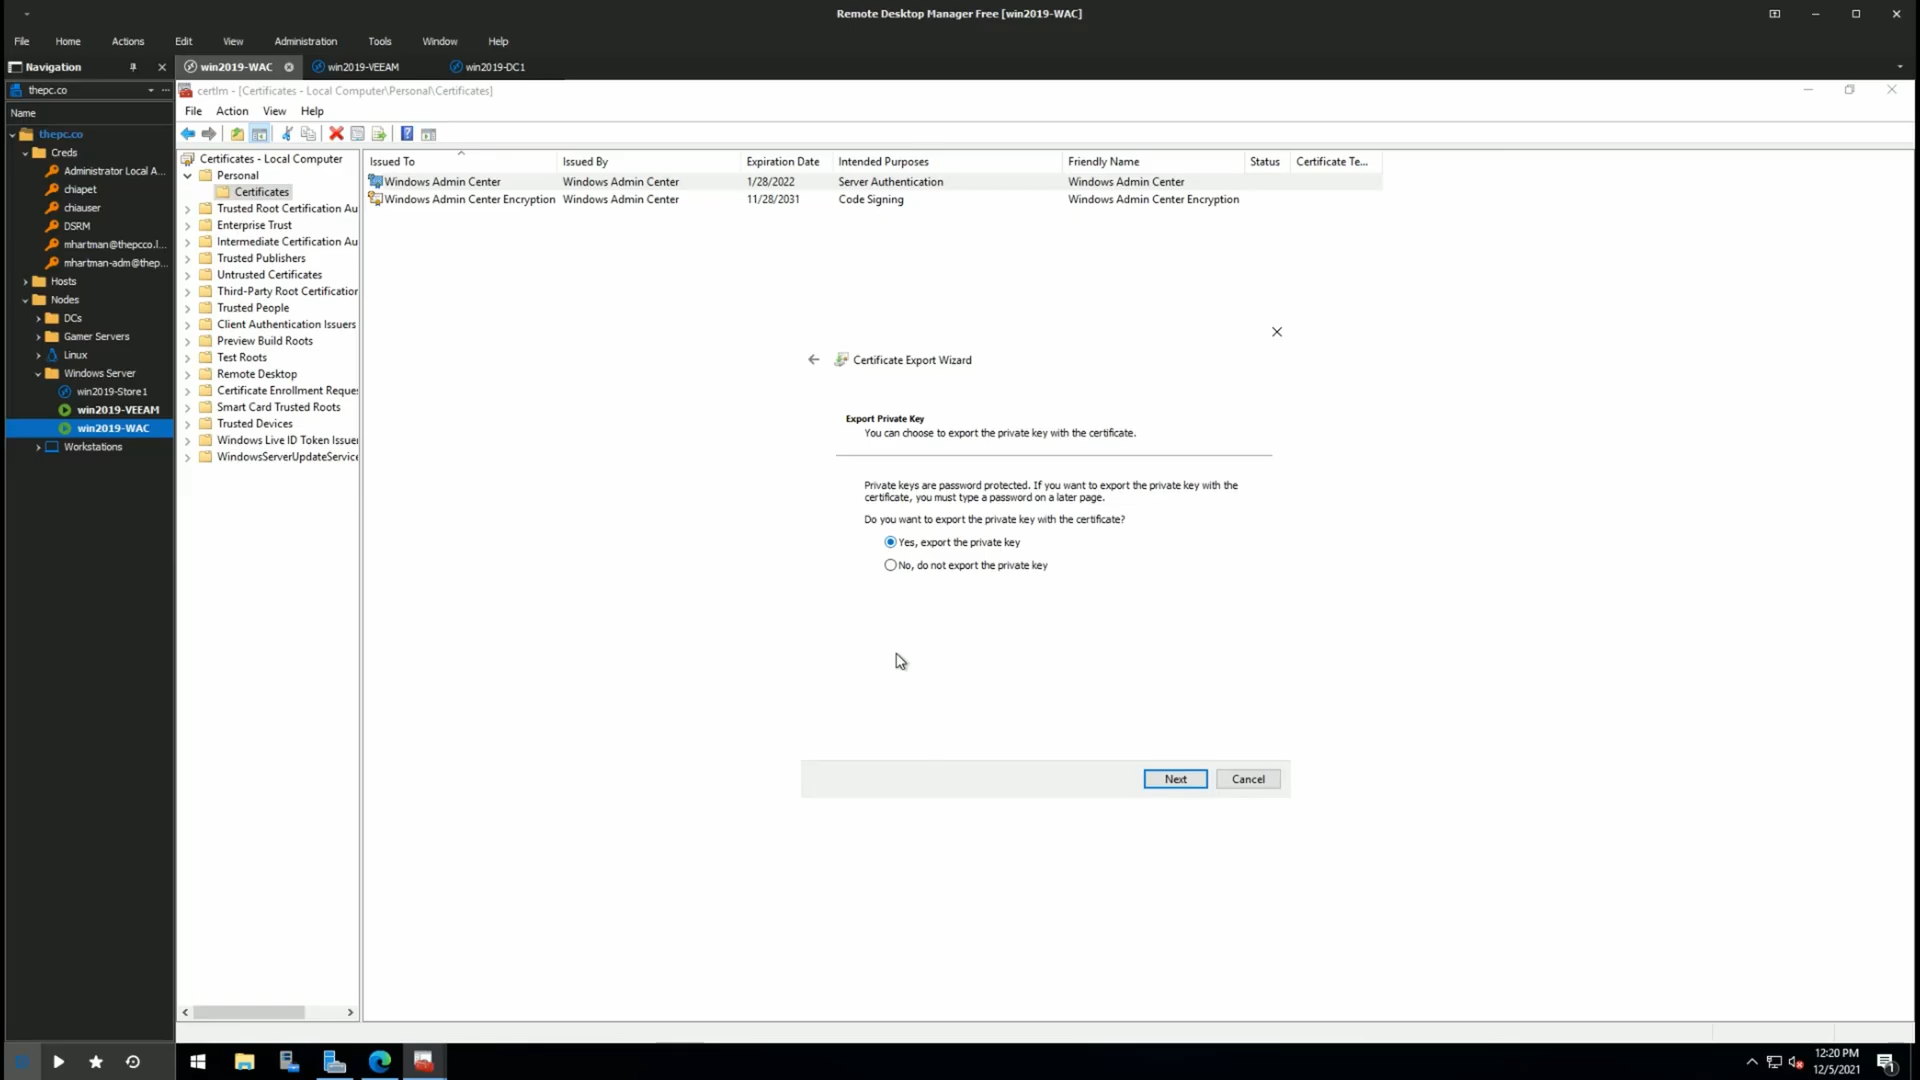 Remote Desktop Manager Free [win2019-WAC]
File Home Actions Edit View Administration Tools Window Help
Navigation
win2019-WAC win2019-VEEAM win2019-DC1
thepc.co
Name
thepc.co
Creds
Administrator Local A...
chiapet
chiauser
DSRM
mhartman@thepcco.l...
mhartman-adm@thep...
Hosts
Nodes
DCs
Gamer Servers
Linux
Windows Server
win2019-Store1
win2019-VEEAM
win2019-WAC
Workstations
certlm - [Certificates - Local Computer\Personal\Certificates]
File Action View Help
Certificates - Local Computer
Personal
Certificates
Trusted Root Certification Au
Enterprise Trust
Intermediate Certification Au
Trusted Publishers
Untrusted Certificates
Third-Party Root Certification
Trusted People
Client Authentication Issuers
Preview Build Roots
Test Roots
Remote Desktop
Certificate Enrollment Reques
Smart Card Trusted Roots
Trusted Devices
Windows Live ID Token Issuer
WindowsServerUpdateService
Issued To Issued By Expiration Date Intended Purposes Friendly Name Status Certificate Te...
Windows Admin Center Windows Admin Center 1/28/2022 Server Authentication Windows Admin Center
Windows Admin Center Encryption Windows Admin Center 11/28/2031 Code Signing Windows Admin Center Encryption
Certificate Export Wizard
Export Private Key
You can choose to export the private key with the certificate.
Private keys are password protected. If you want to export the private key with the
certificate, you must type a password on a later page.
Do you want to export the private key with the certificate?
Yes, export the private key
No, do not export the private key
Next Cancel
12:20 PM
12/5/2021
1